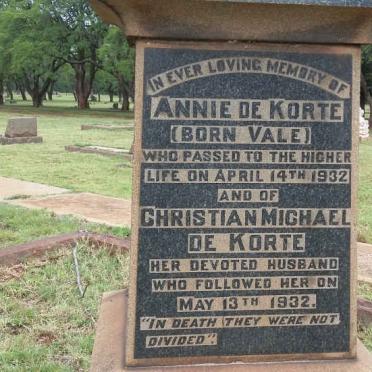 IN EVER LOVING MEMORY OF
ANNIE DE KORTE
(BORN VALE)
WHO PASSED TO THE HIGHER
LIFE ON APRIL 14TH 1932
AND OF
CHRISTIAN MICHAEL
DE KORTE
HER DEVOTED HUSBAND
WHO FOLLOWED HER ON
MAY 13TH 1932.
"IN DEATH THEY WERE NOT
DIVIDED"